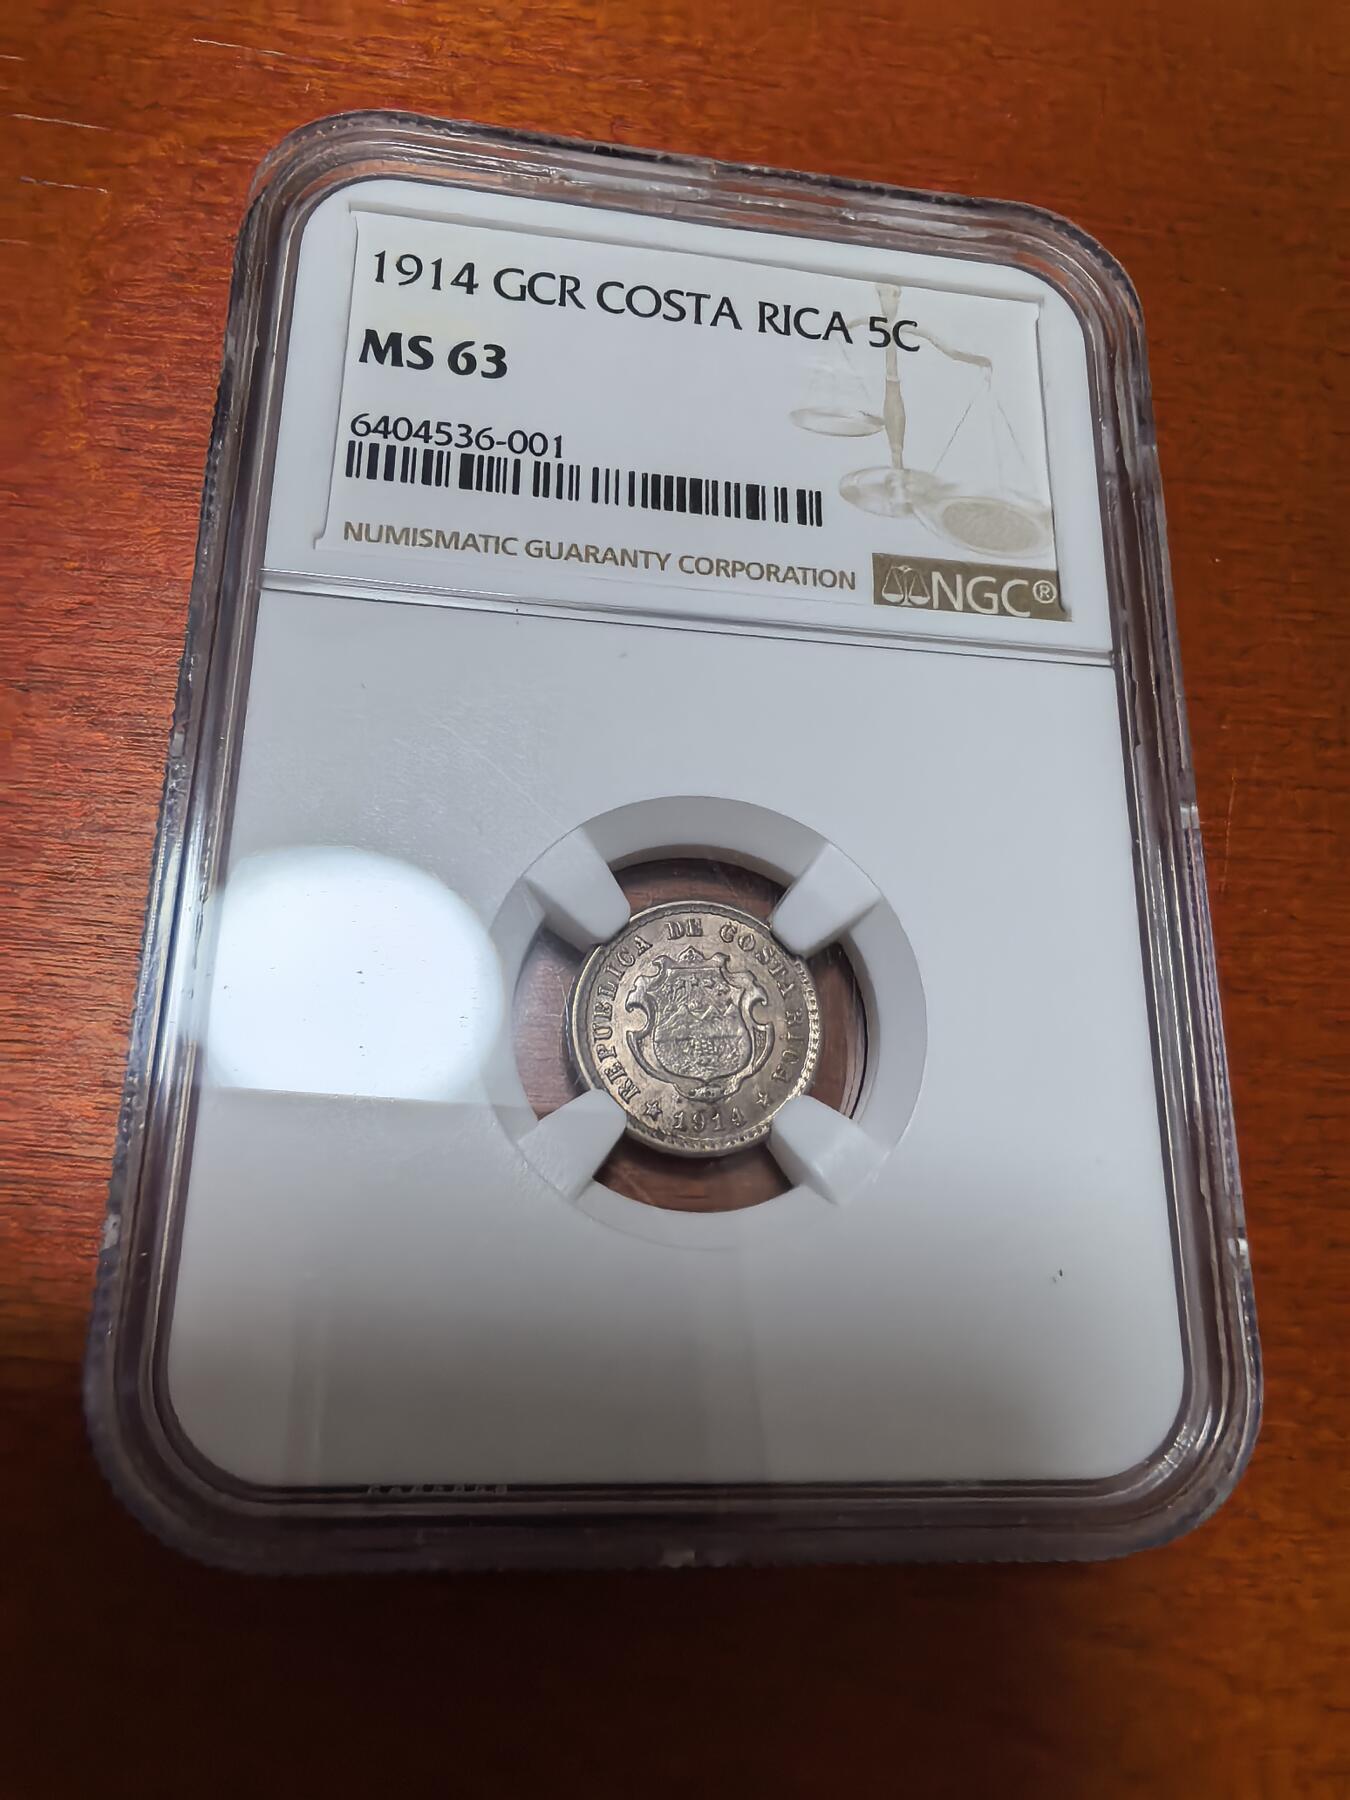 1914 GCR COSTA RICA 5C
MS 63
6404536-001
NUMISMATIC GUARANTY CORPORATION
NGC®
REPUBLICA DE COSTA RICA
★ 1914 ★